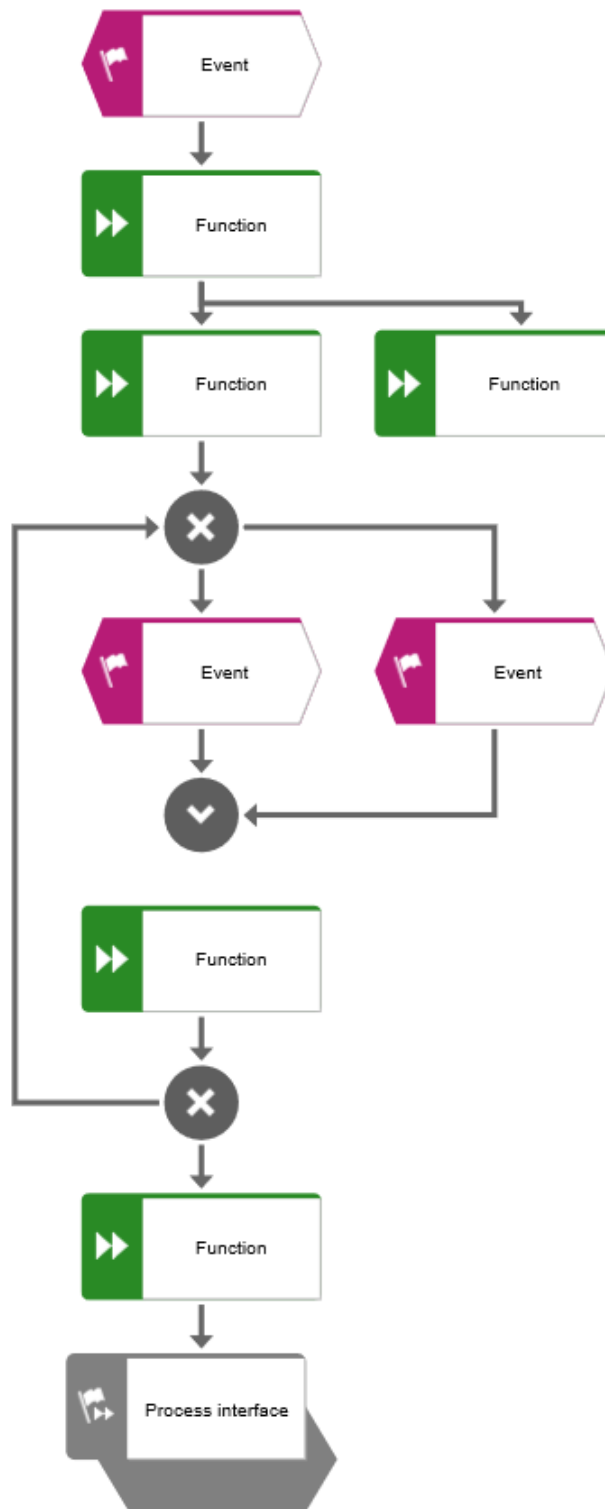 Event
Function
Function
Function
Event
Event
Function
Function
Process interface